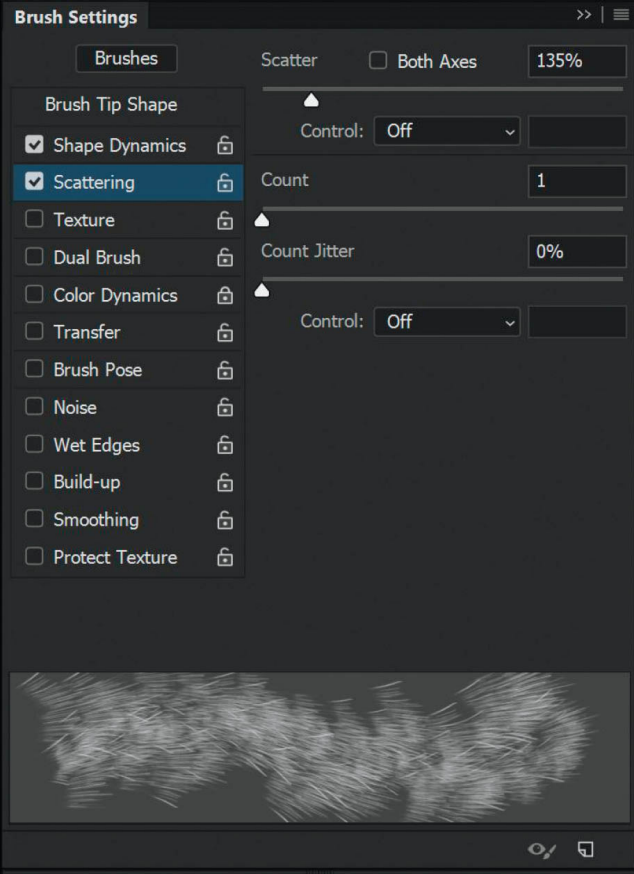 Brush Settings
Brushes
Scatter
Both Axes
135%
Brush Tip Shape
Control:
Off
Shape Dynamics
Scattering
Count
1
Texture
Count Jitter
0%
Dual Brush
Color Dynamics
Control:
Off
Transfer
Brush Pose
Noise
Wet Edges
Build-up
Smoothing
Protect Texture